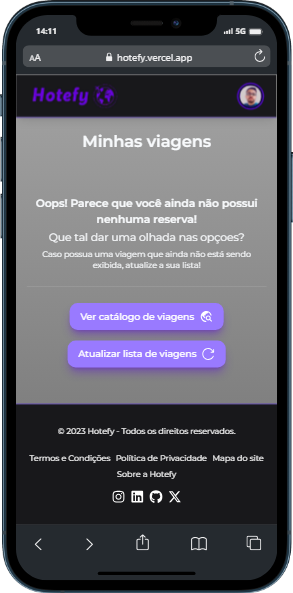 14:11
5G
AA
hotefy.vercel.app
Hotefy
Minhas viagens
Oops! Parece que você ainda não possui
nenhuma reserva!
Que tal dar uma olhada nas opçoes?
Caso possua uma viagem que ainda não está sendo
exibida, atualize a sua lista!
Ver catálogo de viagens
Atualizar lista de viagens
© 2023 Hotefy - Todos os direitos reservados.
Termos e Condições Política de Privacidade Mapa do site
Sobre a Hotefy